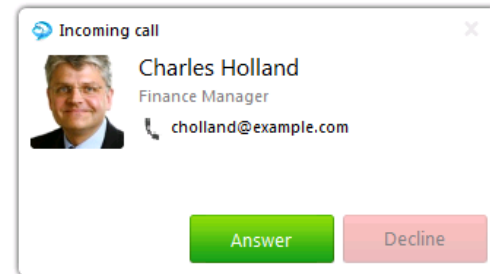 Incoming call
Charles Holland
Finance Manager
cholland@example.com
Answer
Decline